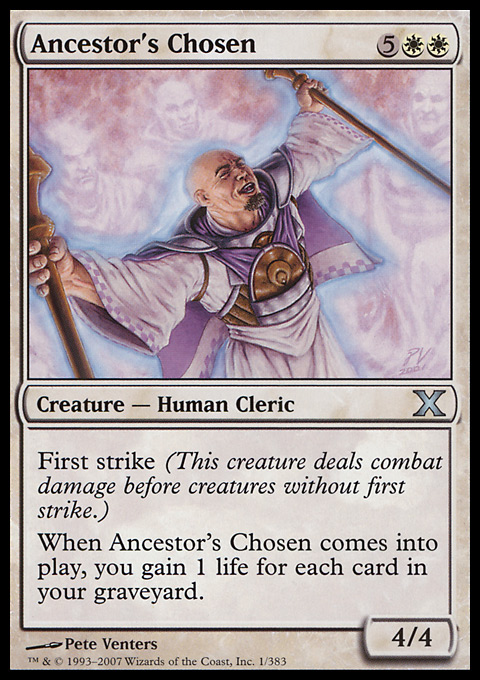 Ancestor's Chosen 5
PV
2001
Creature — Human Cleric X
First strike (This creature deals combat
damage before creatures without first
strike.)
When Ancestor's Chosen comes into
play, you gain 1 life for each card in
your graveyard.
Pete Venters
4/4
™ & © 1993–2007 Wizards of the Coast, Inc. 1/383